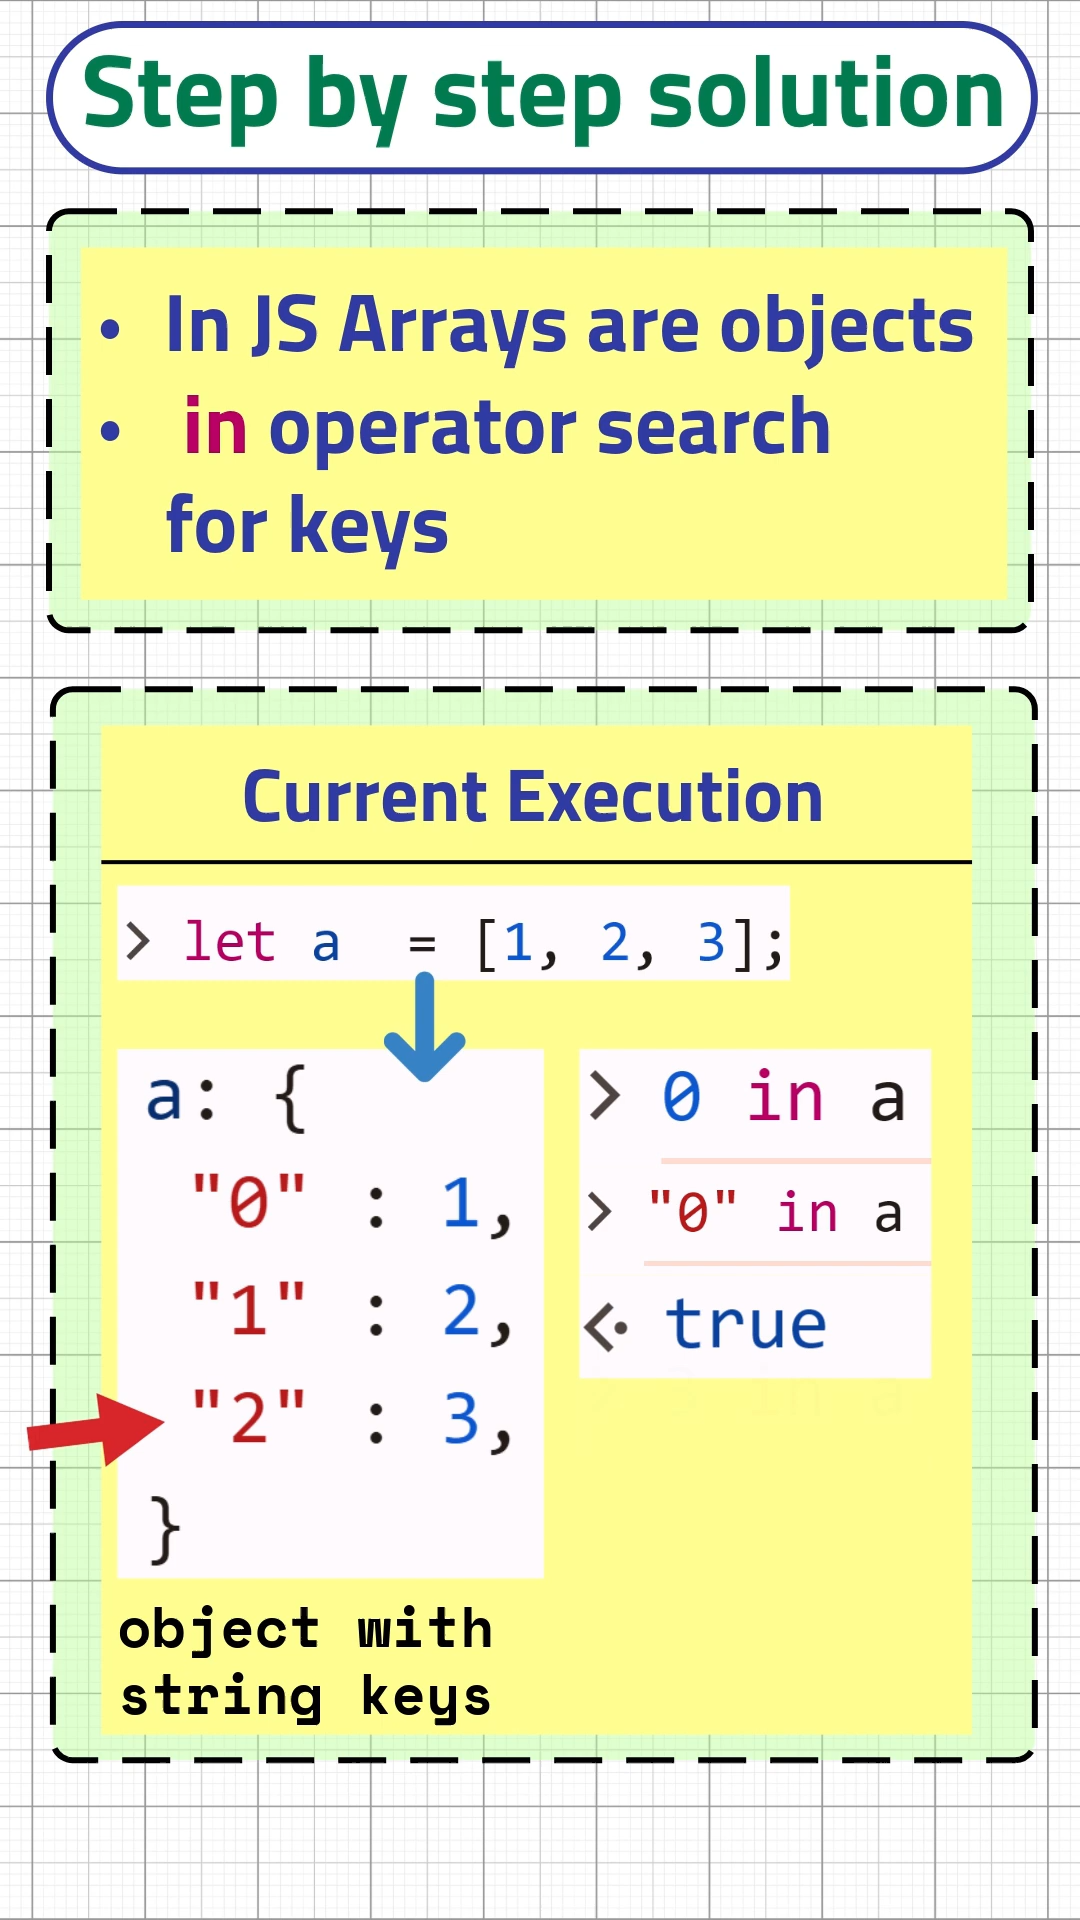 Step by step solution
• In JS Arrays are objects
• in operator search
for keys
Current Execution
> let a = [1, 2, 3];
a: {
"0" : 1,
"1" : 2,
"2" : 3,
}
object with
string keys
> 0 in a
> "0" in a
<· true